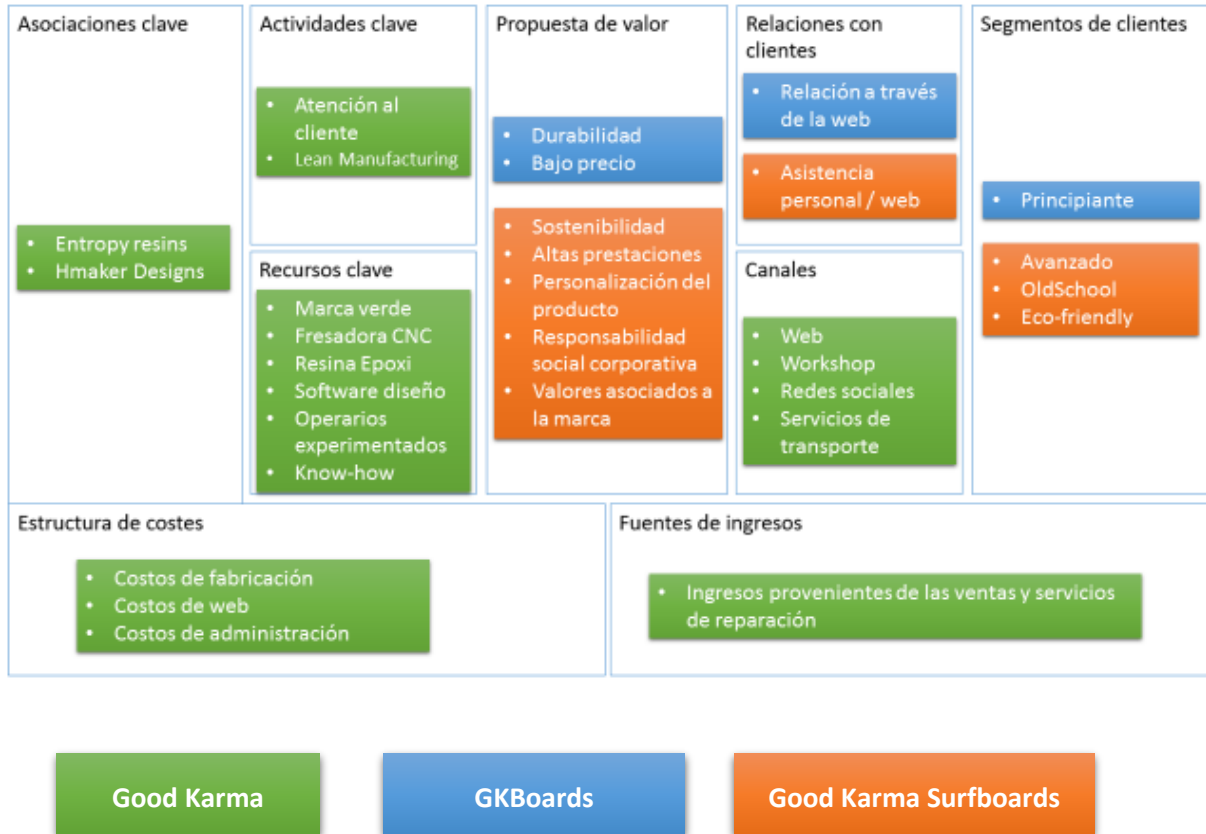 Asociaciones clave
• Entropy resins
• Hmaker Designs
Actividades clave
• Atención al
cliente
• Lean Manufacturing
Recursos clave
• Marca verde
• Fresadora CNC
• Resina Epoxi
• Software diseño
• Operarios
experimentados
• Know-how
Propuesta de valor
• Durabilidad
• Bajo precio
• Sostenibilidad
• Altas prestaciones
• Personalización del
producto
• Responsabilidad
social corporativa
• Valores asociados a
la marca
Relaciones con
clientes
• Relación a través
de la web
• Asistencia
personal / web
Canales
• Web
• Workshop
• Redes sociales
• Servicios de
transporte
Segmentos de clientes
• Principiante
• Avanzado
• OldSchool
• Eco-friendly
Estructura de costes
• Costos de fabricación
• Costos de web
• Costos de administración
Fuentes de ingresos
• Ingresos provenientes de las ventas y servicios
de reparación
Good Karma
GKBoards
Good Karma Surfboards